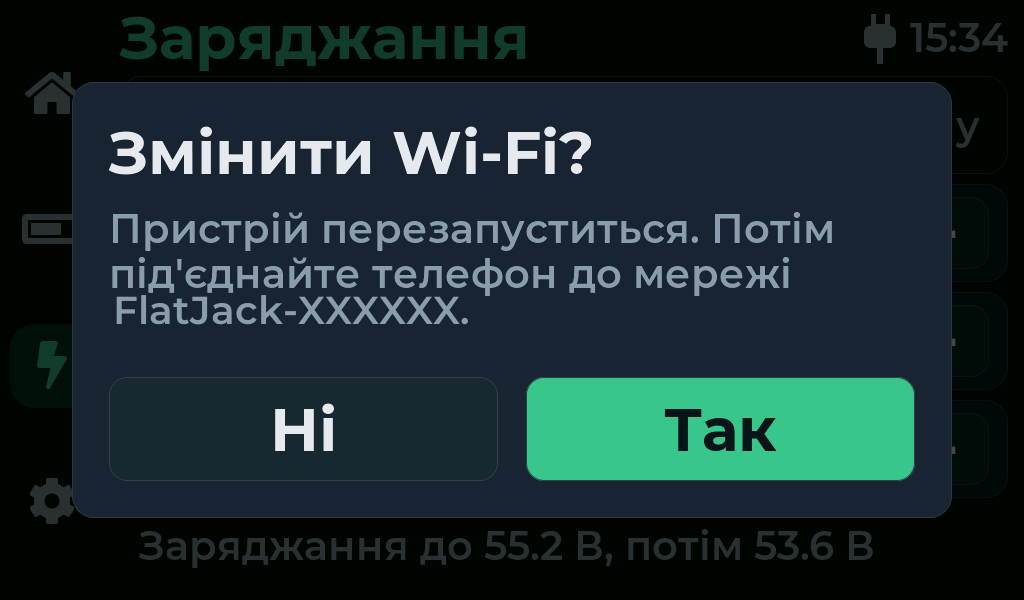 Заряджання
15:34
у
Змінити Wi-Fi?
Пристрій перезапуститься. Потім
під'єднайте телефон до мережі
FlatJack-XXXXXX.
Ні
Так
Заряджання до 55.2 В, потім 53.6 В